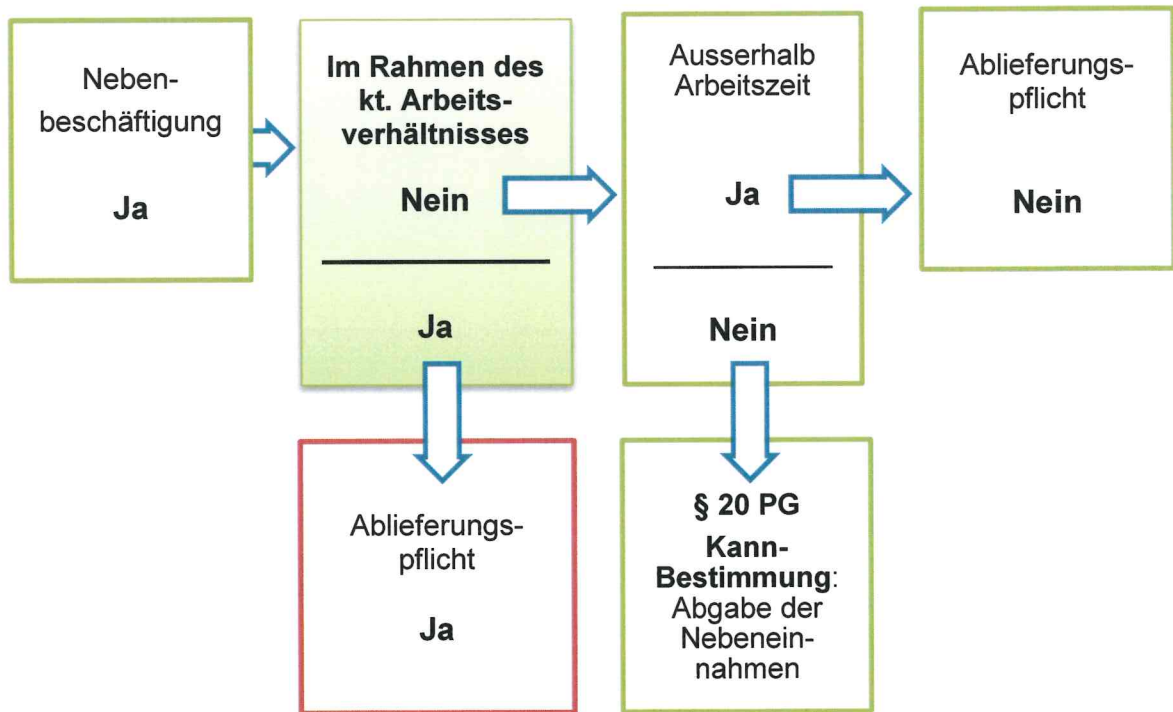 Neben-
beschäftigung
Ja
Im Rahmen des
kt. Arbeits-
verhältnisses
Nein
Ja
Ausserhalb
Arbeitszeit
Ja
Nein
Ablieferungs-
pflicht
Nein
Ablieferungs-
pflicht
Ja
§ 20 PG
Kann-
Bestimmung:
Abgabe der
Nebenein-
nahmen